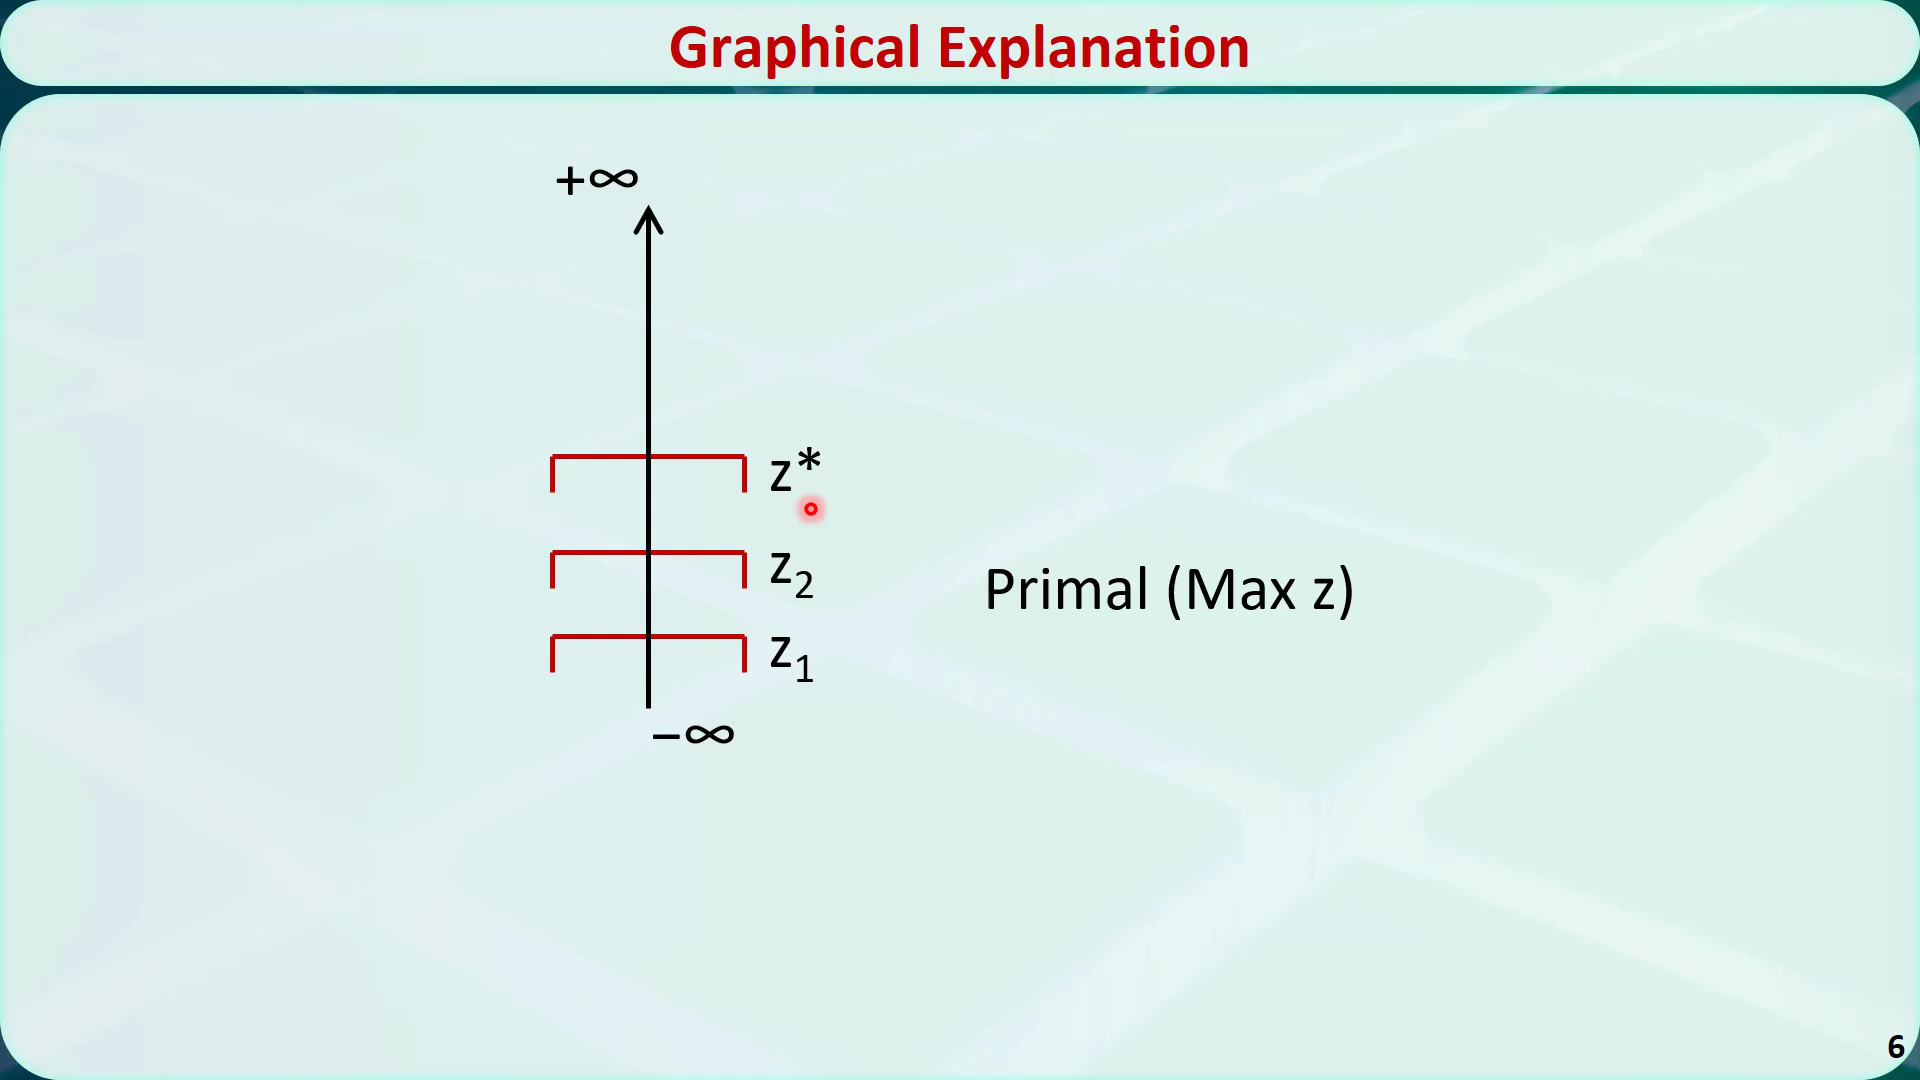 Graphical Explanation
+∞
z*
z₂
Primal (Max z)
z₁
−∞
6